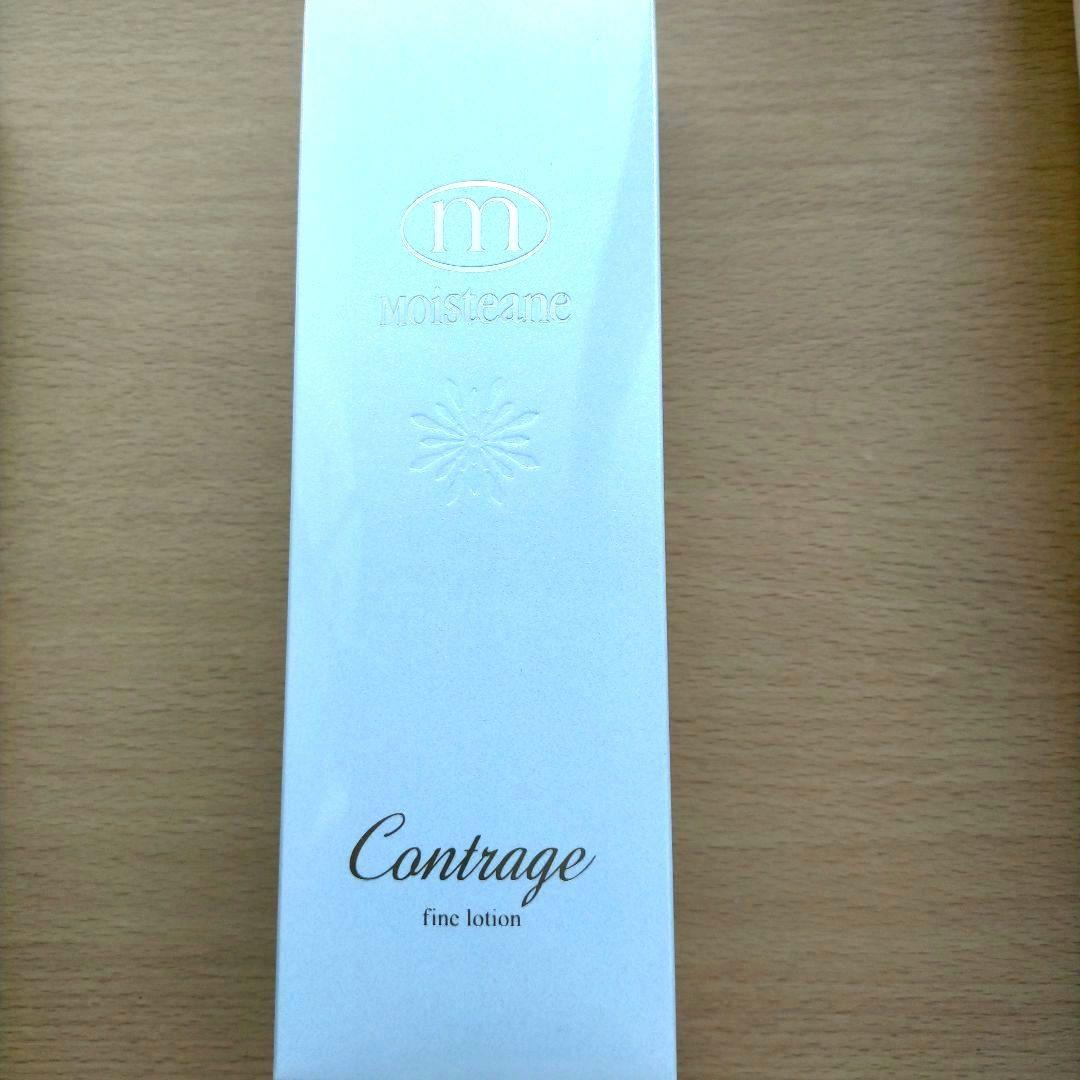 m
Moisteane
Contrage
fine lotion